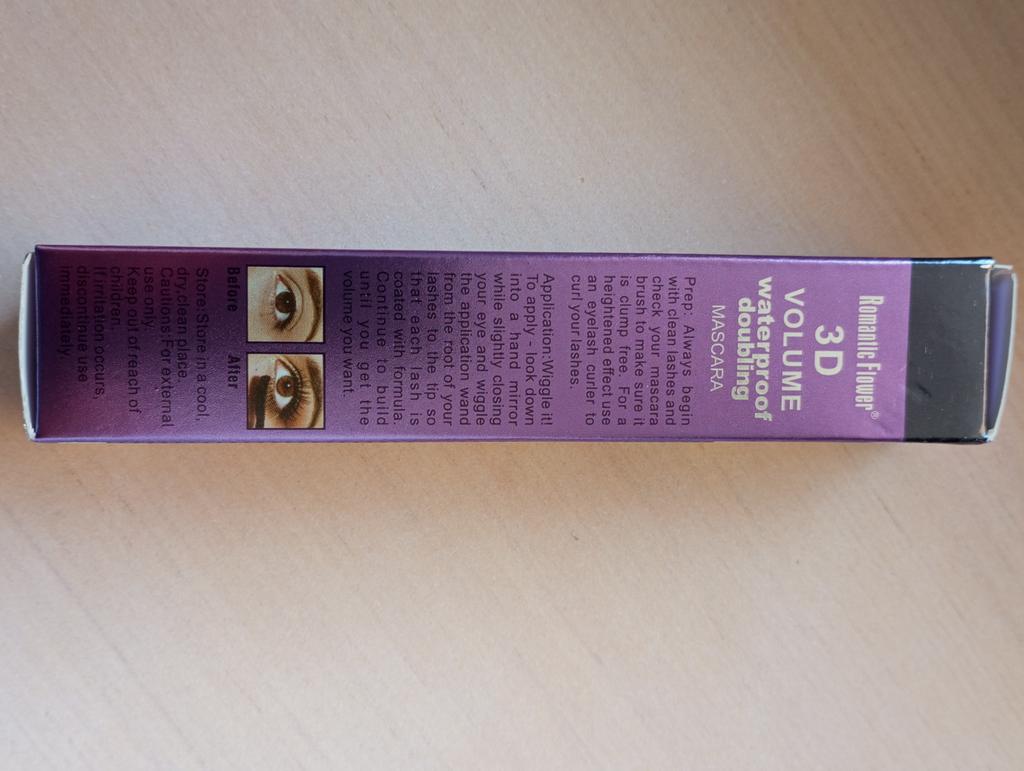 Romantic Flower®
3D
VOLUME
waterproof
doubling
MASCARA
Prep: Always begin
with clean lashes and
check your mascara
brush to make sure it
is clump free. For a
heightened effect use
an eyelash curler to
curl your lashes.
Application:Wiggle it!
To apply - look down
into a hand mirror
while slightly closing
your eye and wiggle
the application wand
from the root of your
lashes to the tip so
that each lash is
coated with formula.
Continue to build
until you get the
volume you want.
Before After
Store:Store in a cool,
dry,clean place
Cautions:For external
use only.
Keep out of reach of
children.
If irritation occurs,
discontinue use
immediately.